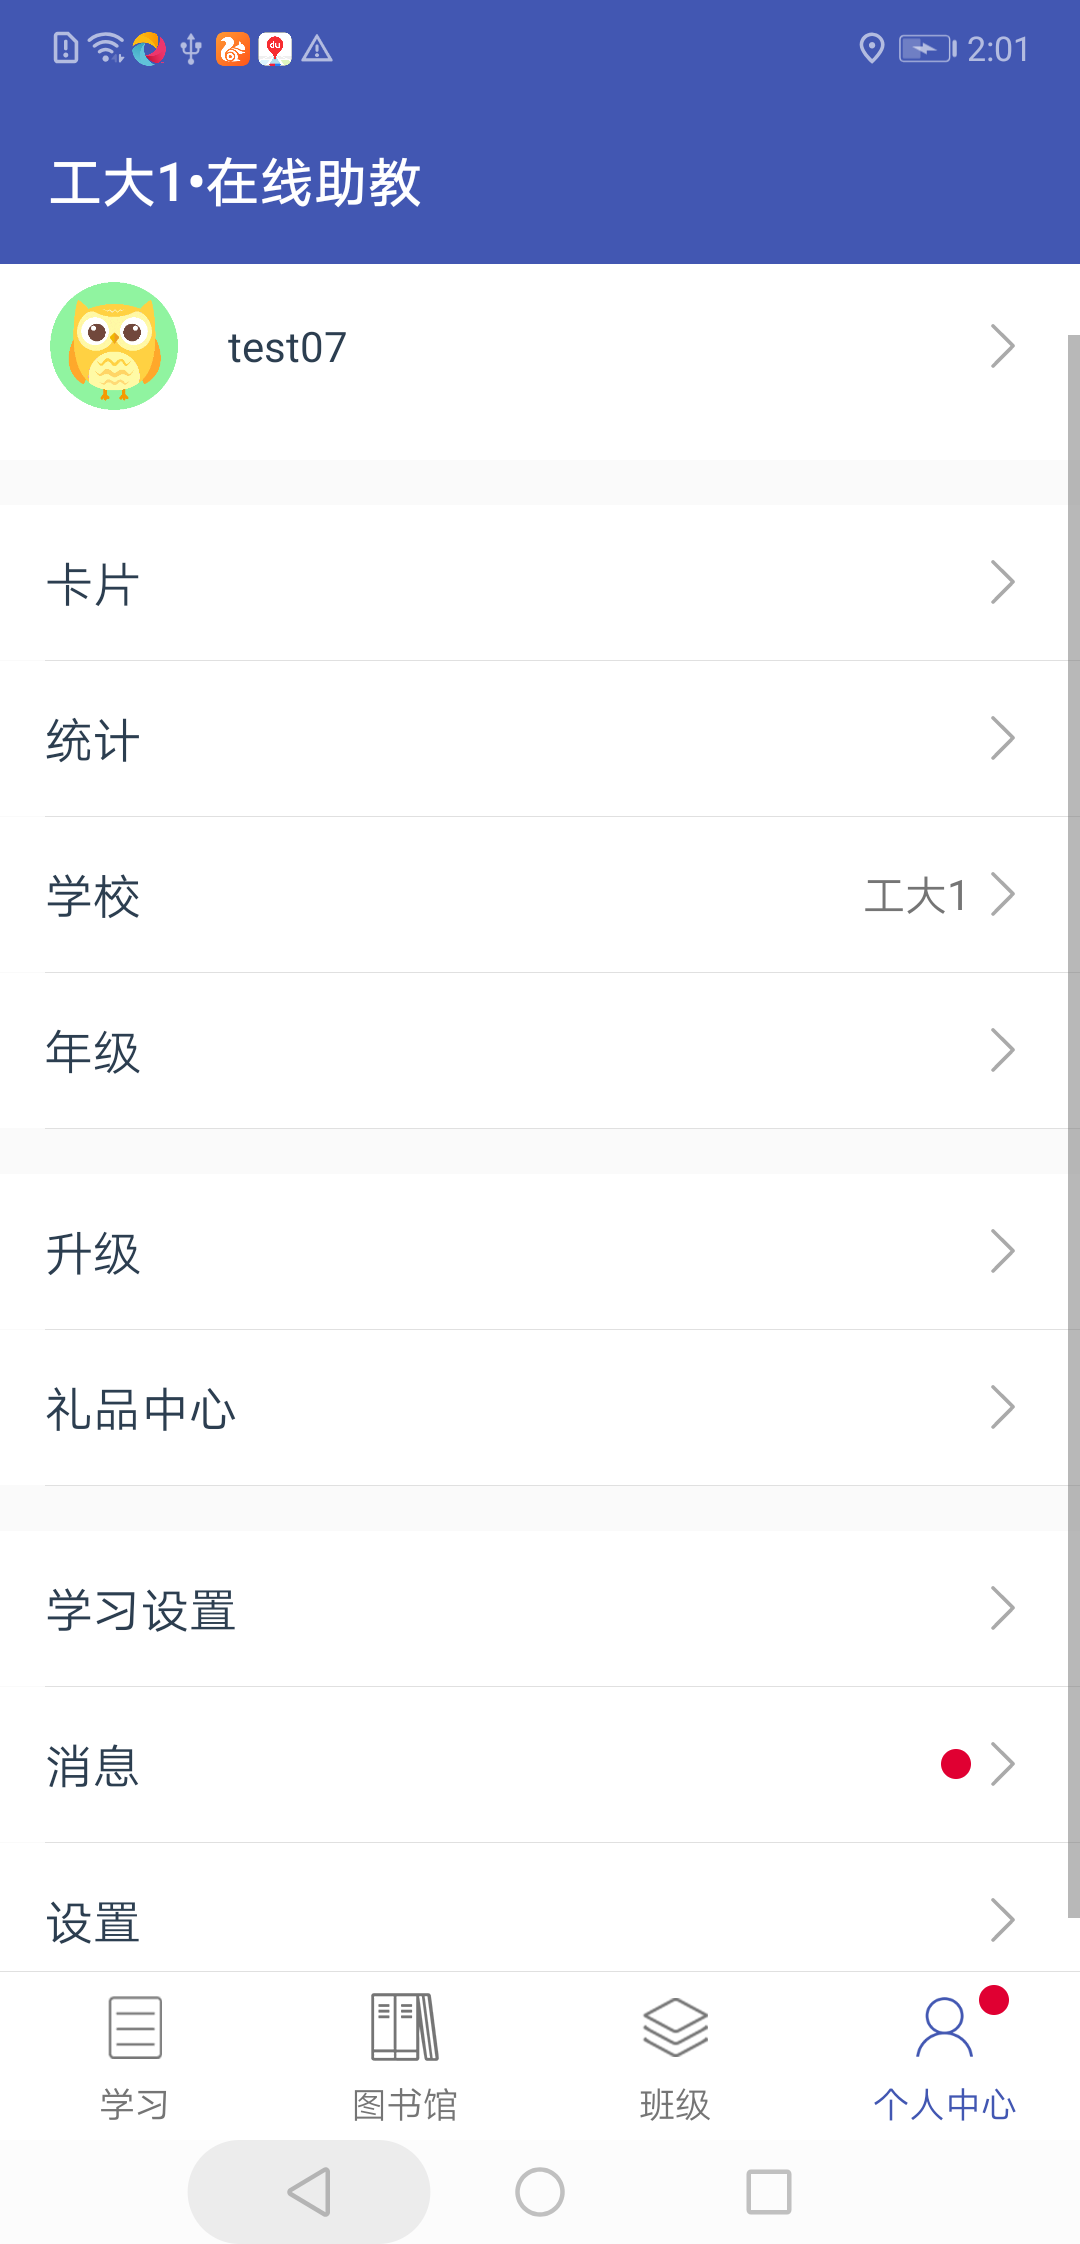 2:01
工大1•在线助教
test07
卡片
统计
学校 工大1
年级
升级
礼品中心
学习设置
消息
设置
学习 图书馆 班级 个人中心